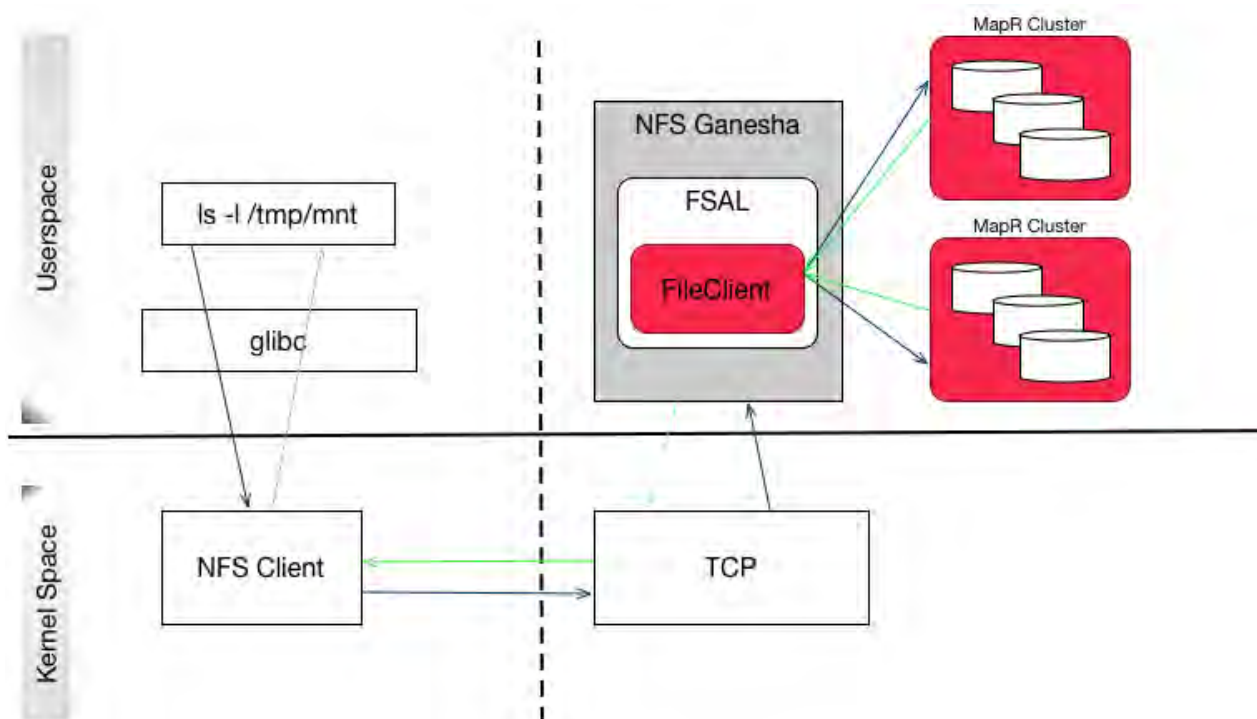 MapR Cluster
NFS Ganesha
FSAL
FileClient
MapR Cluster
Userspace
ls -l /tmp/mnt
glibc
Kernel Space
NFS Client
TCP